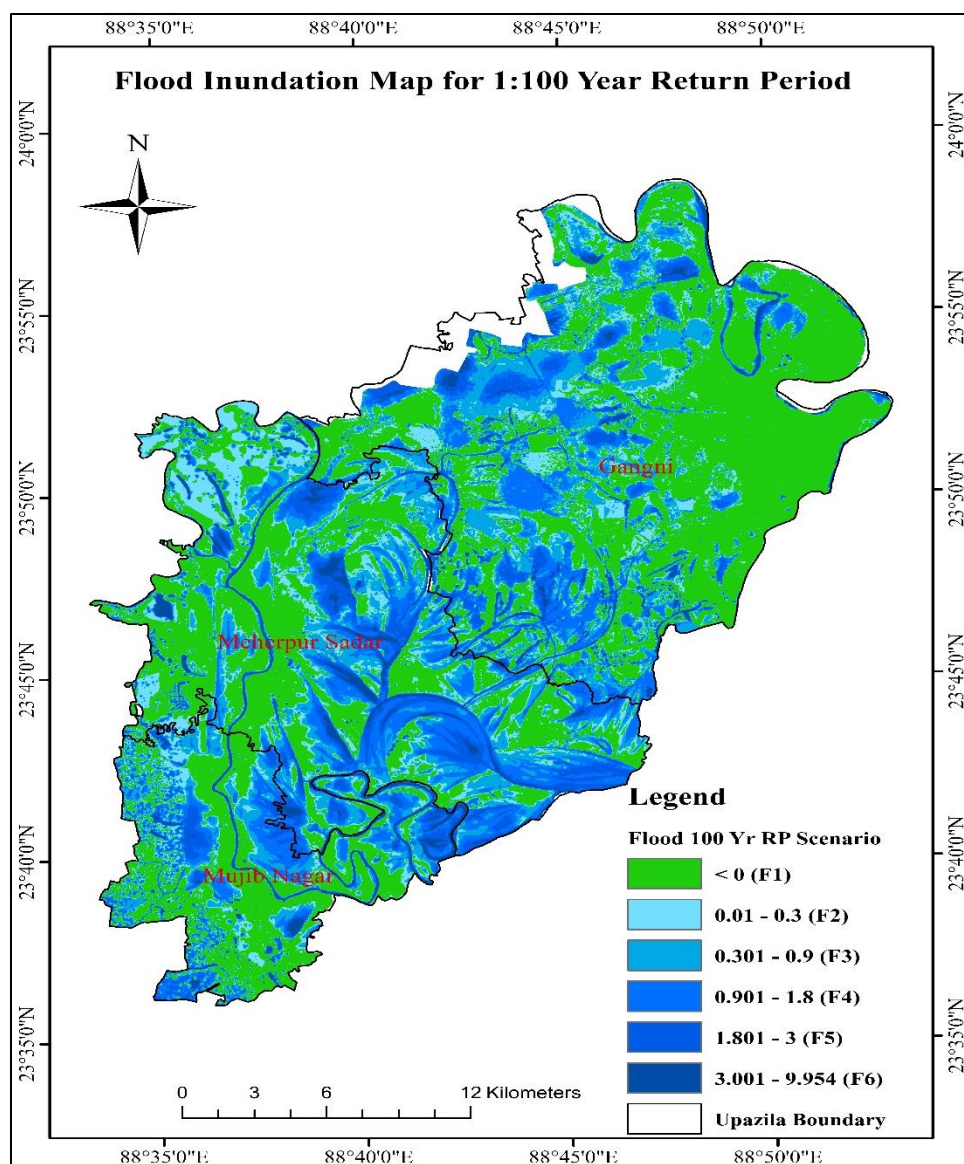 88°35'0"E 88°40'0"E 88°45'0"E 88°50'0"E
Flood Inundation Map for 1:100 Year Return Period
N
24°0'0"N 24°0'0"N
23°55'0"N 23°55'0"N
23°50'0"N 23°50'0"N
Gangni
Meherpur Sadar
23°45'0"N 23°45'0"N
23°40'0"N 23°40'0"N
Mujib Nagar
23°35'0"N 23°35'0"N
Legend
Flood 100 Yr RP Scenario
< 0 (F1)
0.01 - 0.3 (F2)
0.301 - 0.9 (F3)
0.901 - 1.8 (F4)
1.801 - 3 (F5)
3.001 - 9.954 (F6)
Upazila Boundary
0 3 6 12 Kilometers
88°35'0"E 88°40'0"E 88°45'0"E 88°50'0"E